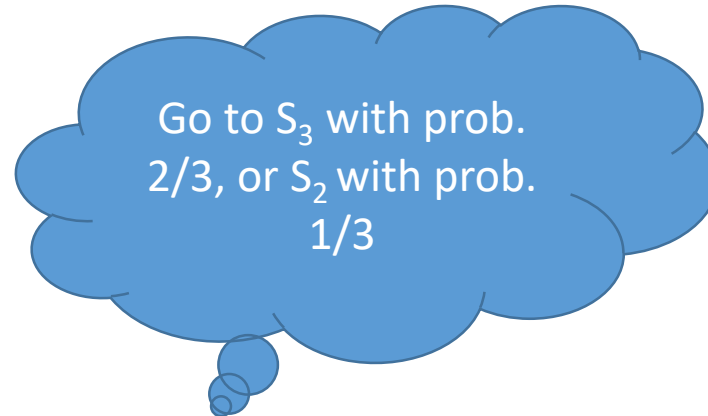 Go to S₃ with prob.
2/3, or S₂ with prob.
1/3